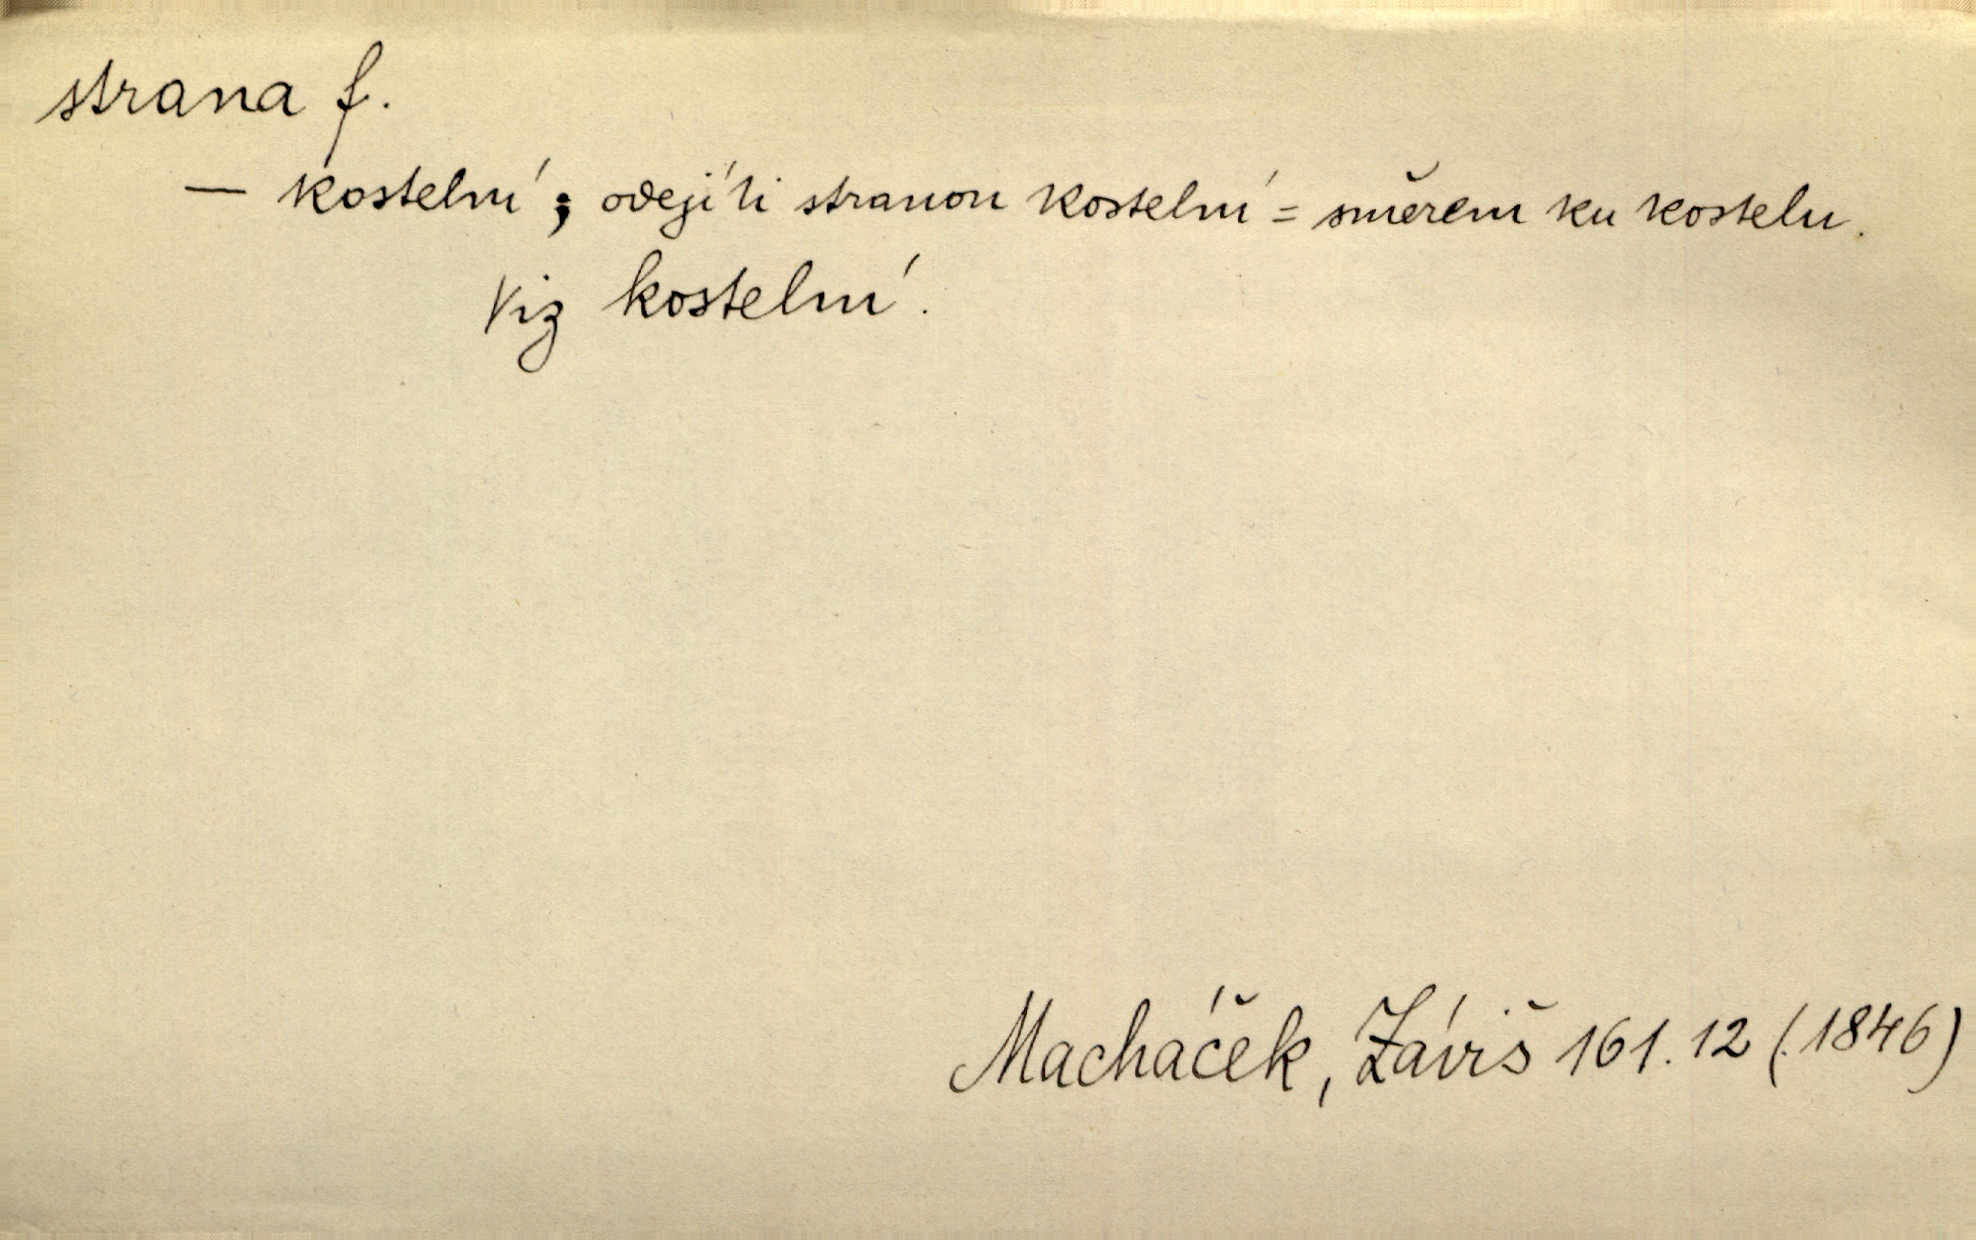 strana f.
— kostelní; odejíti stranou kostelní = směrem ku kostelu.
Viz kostelní.
Macháček, Záviš 161.12 (1846)